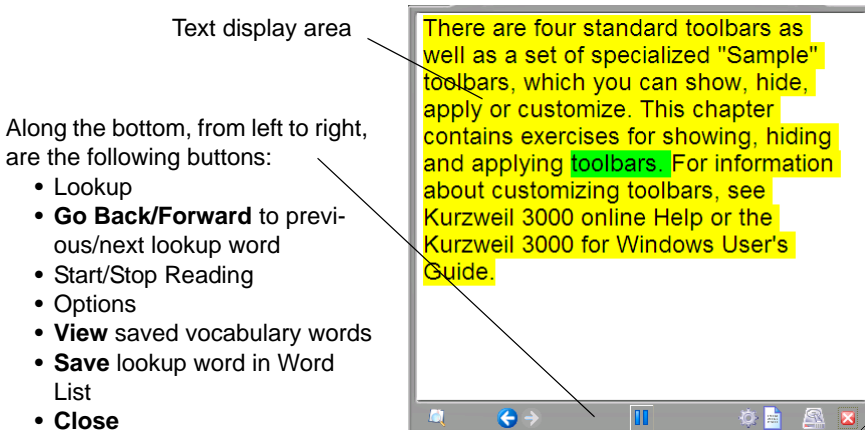 Text display area
Along the bottom, from left to right,
are the following buttons:
• Lookup
• Go Back/Forward to previ-
ous/next lookup word
• Start/Stop Reading
• Options
• View saved vocabulary words
• Save lookup word in Word
List
• Close
There are four standard toolbars as
well as a set of specialized "Sample"
toolbars, which you can show, hide,
apply or customize. This chapter
contains exercises for showing, hiding
and applying toolbars. For information
about customizing toolbars, see
Kurzweil 3000 online Help or the
Kurzweil 3000 for Windows User's
Guide.